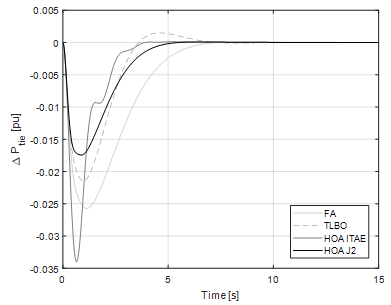 0.005
0
-0.005
-0.01
-0.015
-0.02
-0.025
-0.03
-0.035
Δ P tie [pu]
0 5 10 15
Time [s]
FA
TLBO
HOA ITAE
HOA J2